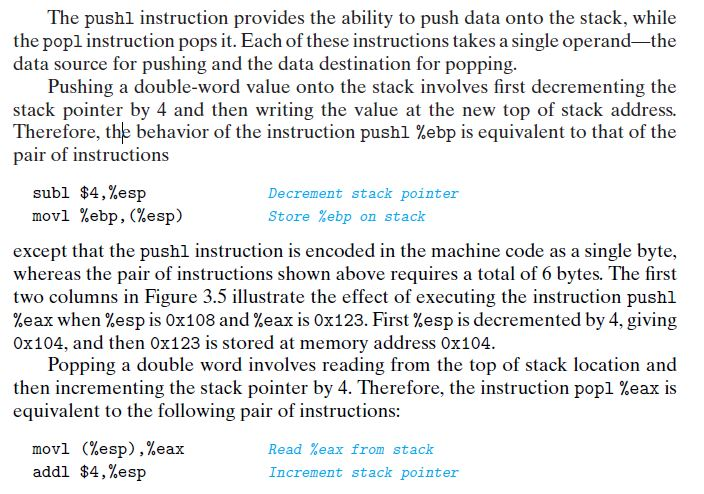 The pushl instruction provides the ability to push data onto the stack, while
the popl instruction pops it. Each of these instructions takes a single operand—the
data source for pushing and the data destination for popping.
Pushing a double-word value onto the stack involves first decrementing the
stack pointer by 4 and then writing the value at the new top of stack address.
Therefore, the behavior of the instruction pushl %ebp is equivalent to that of the
pair of instructions
subl $4,%esp Decrement stack pointer
movl %ebp,(%esp) Store %ebp on stack
except that the pushl instruction is encoded in the machine code as a single byte,
whereas the pair of instructions shown above requires a total of 6 bytes. The first
two columns in Figure 3.5 illustrate the effect of executing the instruction pushl
%eax when %esp is 0x108 and %eax is 0x123. First %esp is decremented by 4, giving
0x104, and then 0x123 is stored at memory address 0x104.
Popping a double word involves reading from the top of stack location and
then incrementing the stack pointer by 4. Therefore, the instruction popl %eax is
equivalent to the following pair of instructions:
movl (%esp),%eax Read %eax from stack
addl $4,%esp Increment stack pointer